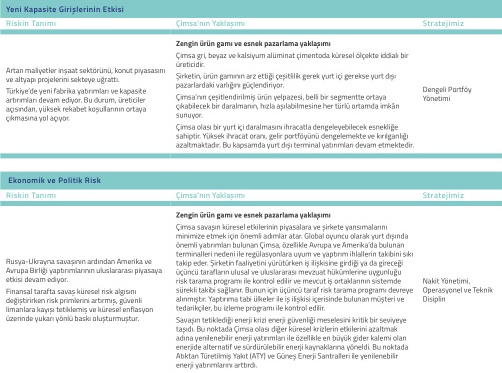 Yeni Kapasite Girişlerinin Etkisi
Riskin Tanımı
Çimsa'nın Yaklaşımı
Stratejimiz
Artan maliyetler inşaat sektörünü, konut piyasasını
ve altyapı projelerini sekteye uğrattı.
Türkiye'de yeni fabrika yatırımları ve kapasite
artırımları devam ediyor. Bu durum, üreticiler
açısından, yüksek rekabet koşullarının ortaya
çıkmasına yol açıyor.
Zengin ürün gamı ve esnek pazarlama yaklaşımı
Çimsa gri, beyaz ve kalsiyum alüminat çimentoda küresel ölçekte iddialı bir
üreticidir.
Şirketin, ürün gamının arz ettiği çeşitlilik gerek yurt içi gerekse yurt dışı
pazarlardaki varlığını güçlendiriyor.
Çimsa'nın çeşitlendirilmiş ürün yelpazesi, belli bir segmentte ortaya
çıkabilecek bir daralmanın, hızla aşılabilmesine her türlü ortamda imkân
sunuyor.
Çimsa olası bir yurt içi daralmasını ihracatla dengeleyebilecek esnekliğe
sahiptir. Yüksek ihracat oranı, gelir portföyünü dengelemekte ve kırılganlığı
azaltmaktadır. Bu kapsamda yurt dışı terminal yatırımları devam etmektedir.
Dengeli Portföy
Yönetimi
Ekonomik ve Politik Risk
Riskin Tanımı
Çimsa'nın Yaklaşımı
Stratejimiz
Rusya-Ukrayna savaşının ardından Amerika ve
Avrupa Birliği yaptırımlarının uluslararası piyasaya
etkisi devam ediyor.
Finansal tarafta savaş küresel risk algısını
değiştirirken risk primlerini artırmış, güvenli
limanlara kayışı tetiklemiş ve küresel enflasyon
üzerinde yukarı yönlü baskı oluşturmuştur.
Zengin ürün gamı ve esnek pazarlama yaklaşımı
Çimsa savaşın küresel etkilerinin piyasalara ve şirkete yansımalarını
minimize etmek için önemli adımlar atar. Global oyuncu olarak yurt dışında
önemli yatırımları bulunan Çimsa, özellikle Avrupa ve Amerika'da bulunan
terminalleri nedeni ile regülasyonlara uyum ve yaptırım ihlallerin takibini sıkı
takip eder. Şirketin faaliyetini yürütürken iş ilişkisine girdiği ya da gireceği
üçüncü tarafların ulusal ve uluslararası mevzuat hükümlerine uygunluğu
risk tarama programı ile kontrol edilir ve mevcut iş ortaklarının sistemde
sürekli takibi sağlanır. Bunun için üçüncü taraf risk tarama programı devreye
alınmıştır. Yaptırıma tabi ülkeler ile iş ilişkisi içerisinde bulunan müşteri ve
tedarikçiler, bu izleme programı ile kontrol edilir.
Savaşın tetiklediği enerji krizi enerji güvenliği meselesini kritik bir seviyeye
taşıdı. Bu noktada Çimsa olası diğer küresel krizlerin etkilerini azaltmak
adına yenilenebilir enerji yatırımları ile özellikle en büyük gider kalemi olan
enerjide alternatif ve sürdürülebilir enerji kaynaklarına yöneldi. Bu noktada
Atıktan Türetilmiş Yakıt (ATY) ve Güneş Enerji Santralleri ile yenilenebilir
enerji yatırımlarını arttırdı.
Nakit Yönetimi,
Operasyonel ve Teknik
Disiplin